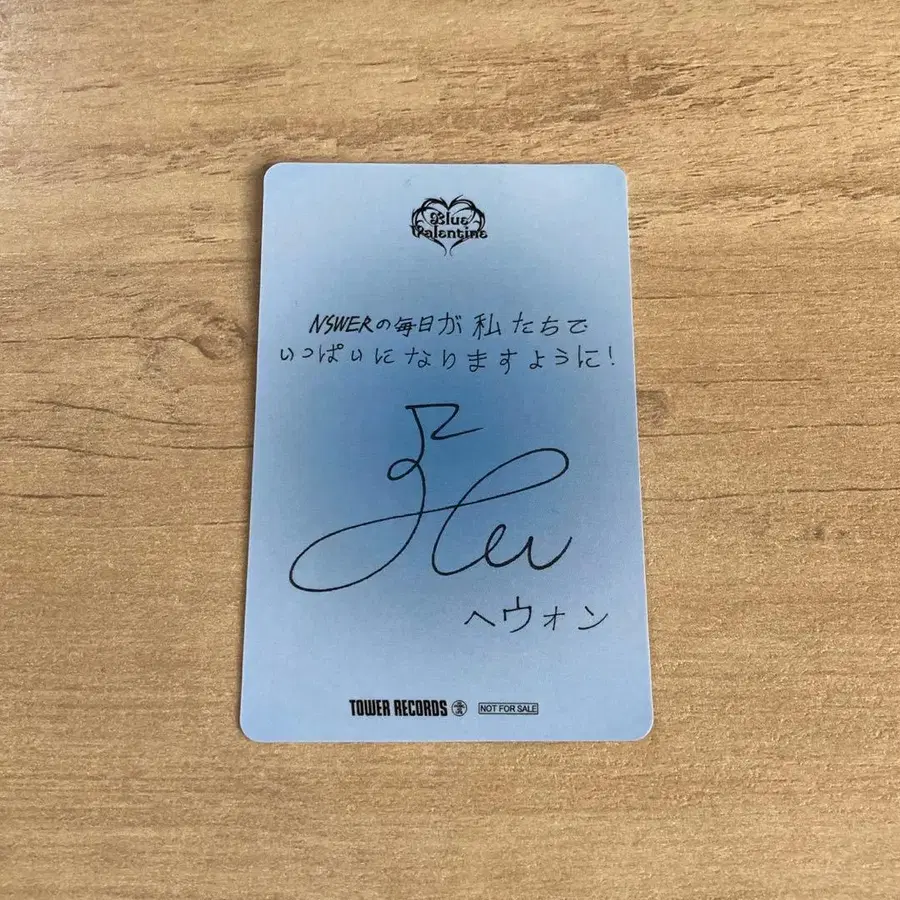 Blue
Valentine
NSWERの毎日が私たちで
いっぱいになりますように!
ヘウォン
TOWER RECORDS
NOT FOR SALE